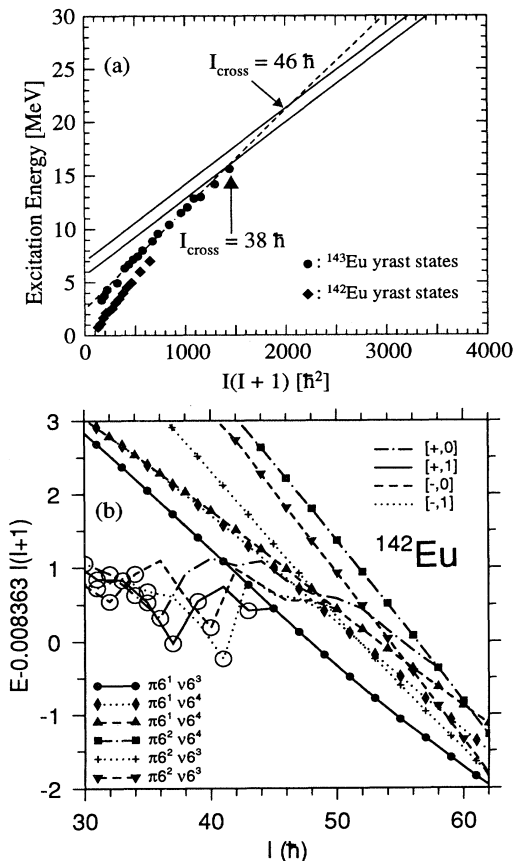 30
(a)
I_cross = 46 ħ
25
20
15
10
5
0
Excitation Energy [MeV]
I_cross = 38 ħ
● : ¹⁴³Eu yrast states
◆ : ¹⁴²Eu yrast states
0 1000 2000 3000 4000
I(I + 1) [ħ²]
3
(b)
[+,0]
[+,1]
[-,0]
[-,1]
2
¹⁴²Eu
1
0
-1
-2
E-0.008363 I(I+1)
π6¹ ν6³
π6¹ ν6⁴
π6¹ ν6⁴
π6² ν6⁴
π6² ν6³
π6² ν6³
30 40 50 60
I (ħ)